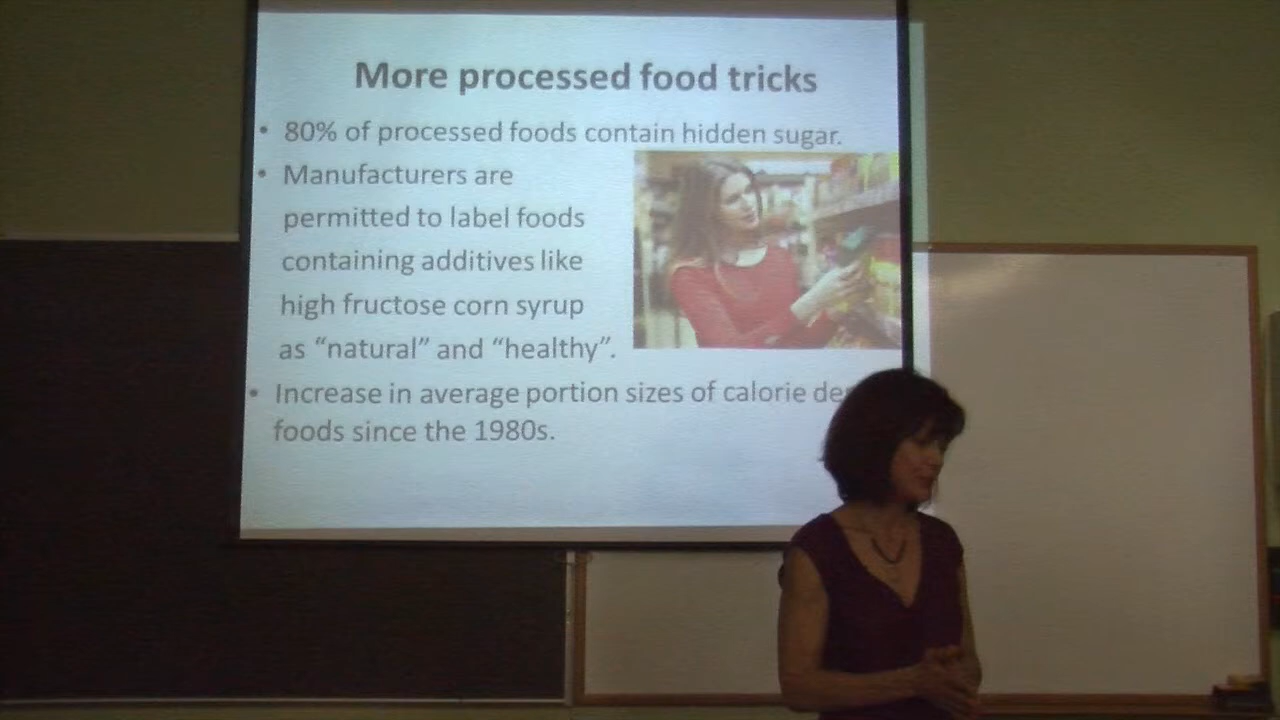 More processed food tricks
• 80% of processed foods contain hidden sugar.
• Manufacturers are
permitted to label foods
containing additives like
high fructose corn syrup
as “natural” and “healthy”.
• Increase in average portion sizes of calorie
foods since the 1980s.